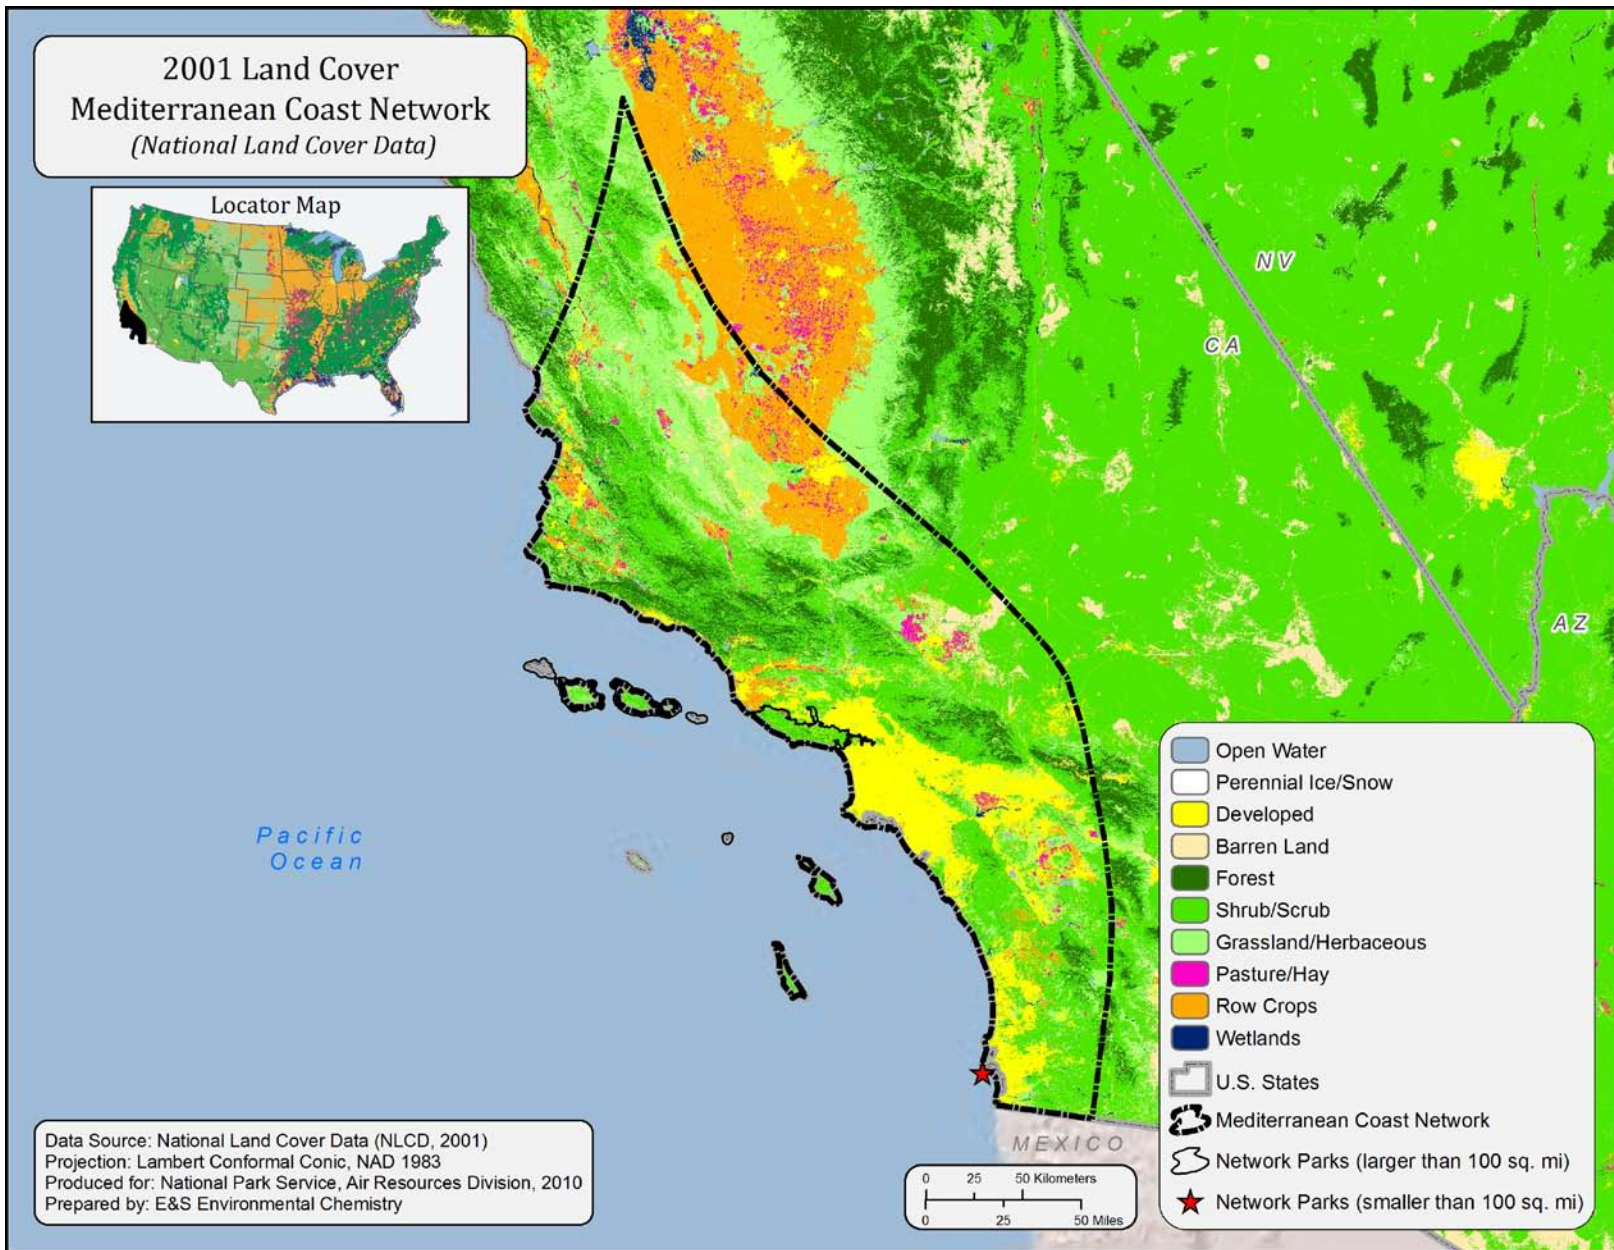 2001 Land Cover
Mediterranean Coast Network
(National Land Cover Data)
Locator Map
NV
CA
AZ
Pacific
Ocean
MEXICO
Open Water
Perennial Ice/Snow
Developed
Barren Land
Forest
Shrub/Scrub
Grassland/Herbaceous
Pasture/Hay
Row Crops
Wetlands
U.S. States
Mediterranean Coast Network
Network Parks (larger than 100 sq. mi)
Network Parks (smaller than 100 sq. mi)
Data Source: National Land Cover Data (NLCD, 2001)
Projection: Lambert Conformal Conic, NAD 1983
Produced for: National Park Service, Air Resources Division, 2010
Prepared by: E&S Environmental Chemistry
0 25 50 Kilometers
0 25 50 Miles